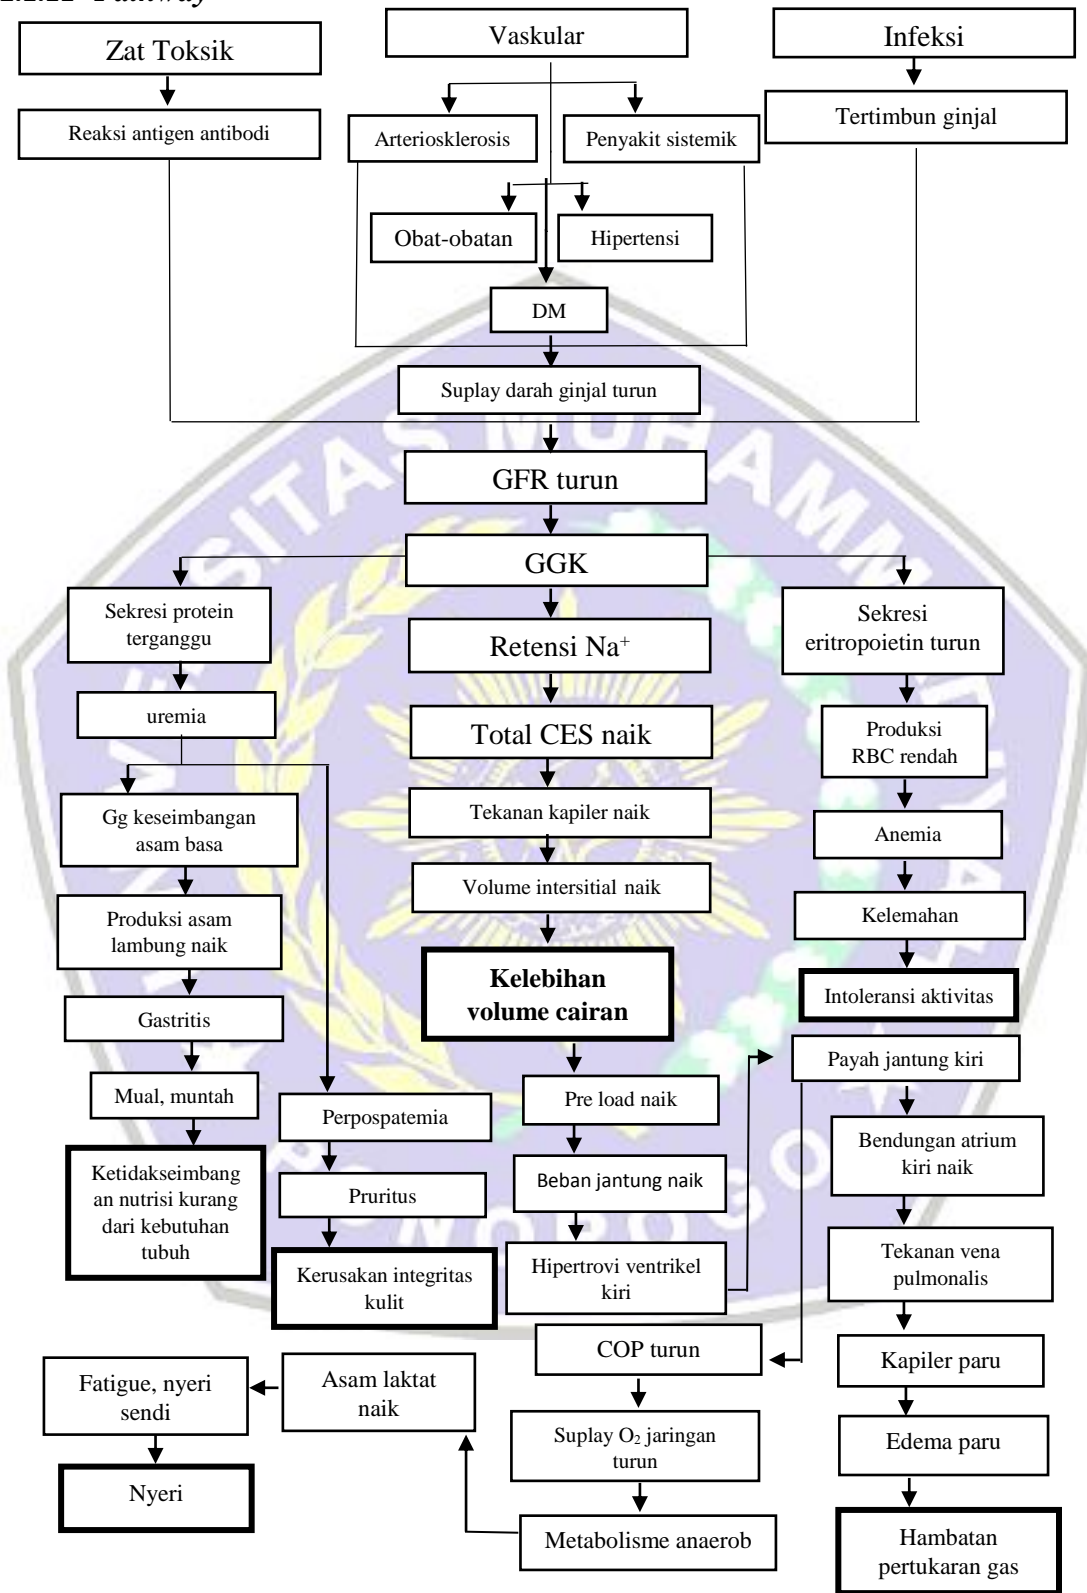 Pathway
Zat Toksik
Vaskular
Infeksi
Reaksi antigen antibodi
Arteriosklerosis
Penyakit sistemik
Tertimbun ginjal
Obat-obatan
Hipertensi
DM
Suplay darah ginjal turun
GFR turun
GGK
Sekresi protein
terganggu
Retensi Na⁺
Sekresi
eritropoietin turun
uremia
Total CES naik
Produksi
RBC rendah
Gg keseimbangan
asam basa
Tekanan kapiler naik
Anemia
Produksi asam
lambung naik
Volume intersitial naik
Kelemahan
Gastritis
Kelebihan
volume cairan
Intoleransi aktivitas
Mual, muntah
Perpospatemia
Pre load naik
Payah jantung kiri
Ketidakseimbang
an nutrisi kurang
dari kebutuhan
tubuh
Pruritus
Beban jantung naik
Bendungan atrium
kiri naik
Kerusakan integritas
kulit
Hipertrovi ventrikel
kiri
Tekanan vena
pulmonalis
Fatigue, nyeri
sendi
Asam laktat
naik
COP turun
Kapiler paru
Nyeri
Suplay O₂ jaringan
turun
Edema paru
Metabolisme anaerob
Hambatan
pertukaran gas
SITAS MUHAMM
PONOROGO